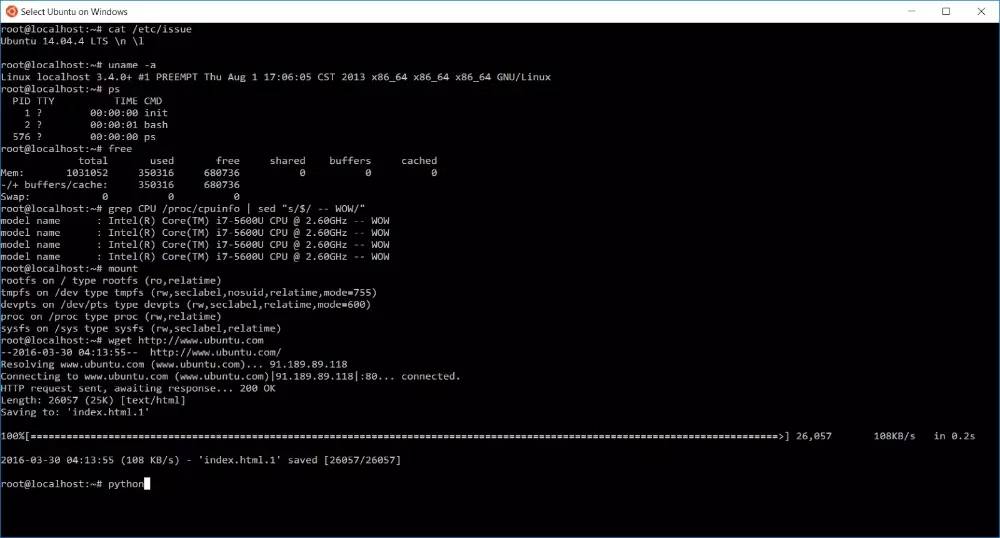 Select Ubuntu on Windows
root@localhost:~# cat /etc/issue
Ubuntu 14.04.4 LTS \n \l
root@localhost:~# uname -a
Linux localhost 3.4.0+ #1 PREEMPT Thu Aug 1 17:06:05 CST 2013 x86_64 x86_64 x86_64 GNU/Linux
root@localhost:~# ps
  PID TTY          TIME CMD
    1 ?        00:00:00 init
    2 ?        00:00:01 bash
  576 ?        00:00:00 ps
root@localhost:~# free
             total       used       free     shared    buffers     cached
Mem:       1031052     350316     680736          0          0          0
-/+ buffers/cache:     350316     680736
Swap:            0          0          0
root@localhost:~# grep CPU /proc/cpuinfo | sed "s/$/ -- WOW/"
model name      : Intel(R) Core(TM) i7-5600U CPU @ 2.60GHz -- WOW
model name      : Intel(R) Core(TM) i7-5600U CPU @ 2.60GHz -- WOW
model name      : Intel(R) Core(TM) i7-5600U CPU @ 2.60GHz -- WOW
model name      : Intel(R) Core(TM) i7-5600U CPU @ 2.60GHz -- WOW
root@localhost:~# mount
rootfs on / type rootfs (ro,relatime)
tmpfs on /dev type tmpfs (rw,seclabel,nosuid,relatime,mode=755)
devpts on /dev/pts type devpts (rw,seclabel,relatime,mode=600)
proc on /proc type proc (rw,relatime)
sysfs on /sys type sysfs (rw,seclabel,relatime)
root@localhost:~# wget http://www.ubuntu.com
--2016-03-30 04:13:55--  http://www.ubuntu.com/
Resolving www.ubuntu.com (www.ubuntu.com)... 91.189.89.118
Connecting to www.ubuntu.com (www.ubuntu.com)|91.189.89.118|:80... connected.
HTTP request sent, awaiting response... 200 OK
Length: 26057 (25K) [text/html]
Saving to: 'index.html.1'
100%[=============================================================================================================================>] 26,057       108KB/s   in 0.2s
2016-03-30 04:13:55 (108 KB/s) - 'index.html.1' saved [26057/26057]
root@localhost:~# python